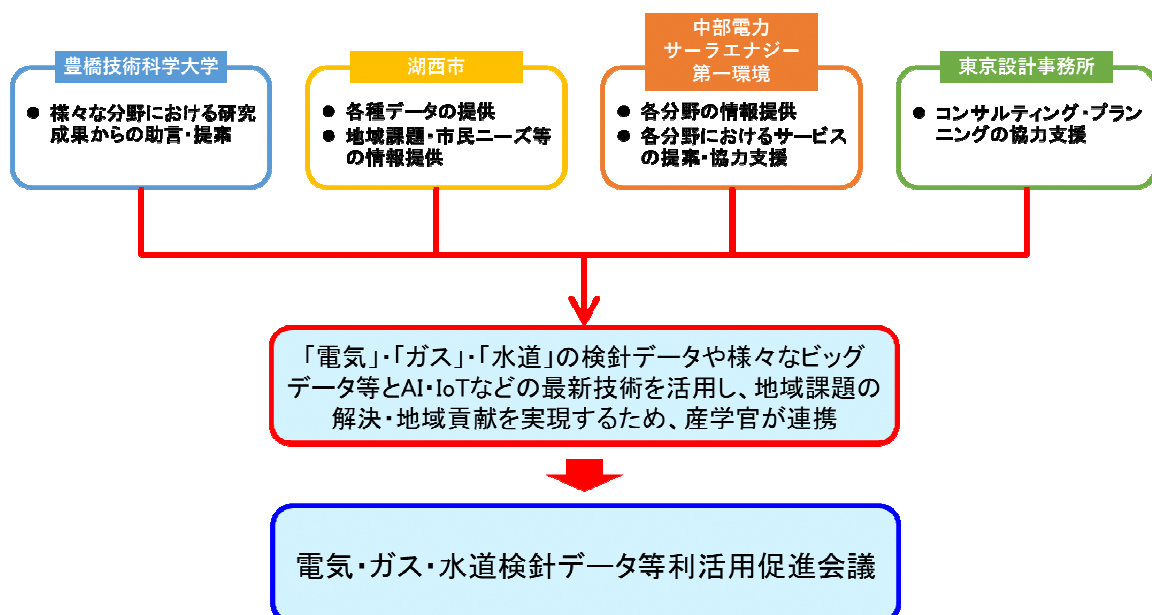 豊橋技術科学大学
● 様々な分野における研究
成果からの助言・提案
湖西市
● 各種データの提供
● 地域課題・市民ニーズ等
の情報提供
中部電力
サーラエナジー
第一環境
● 各分野の情報提供
● 各分野におけるサービス
の提案・協力支援
東京設計事務所
● コンサルティング・プラン
ニングの協力支援
「電気」・「ガス」・「水道」の検針データや様々なビッグ
データ等とAI・IoTなどの最新技術を活用し、地域課題の
解決・地域貢献を実現するため、産学官が連携
電気・ガス・水道検針データ等利活用促進会議